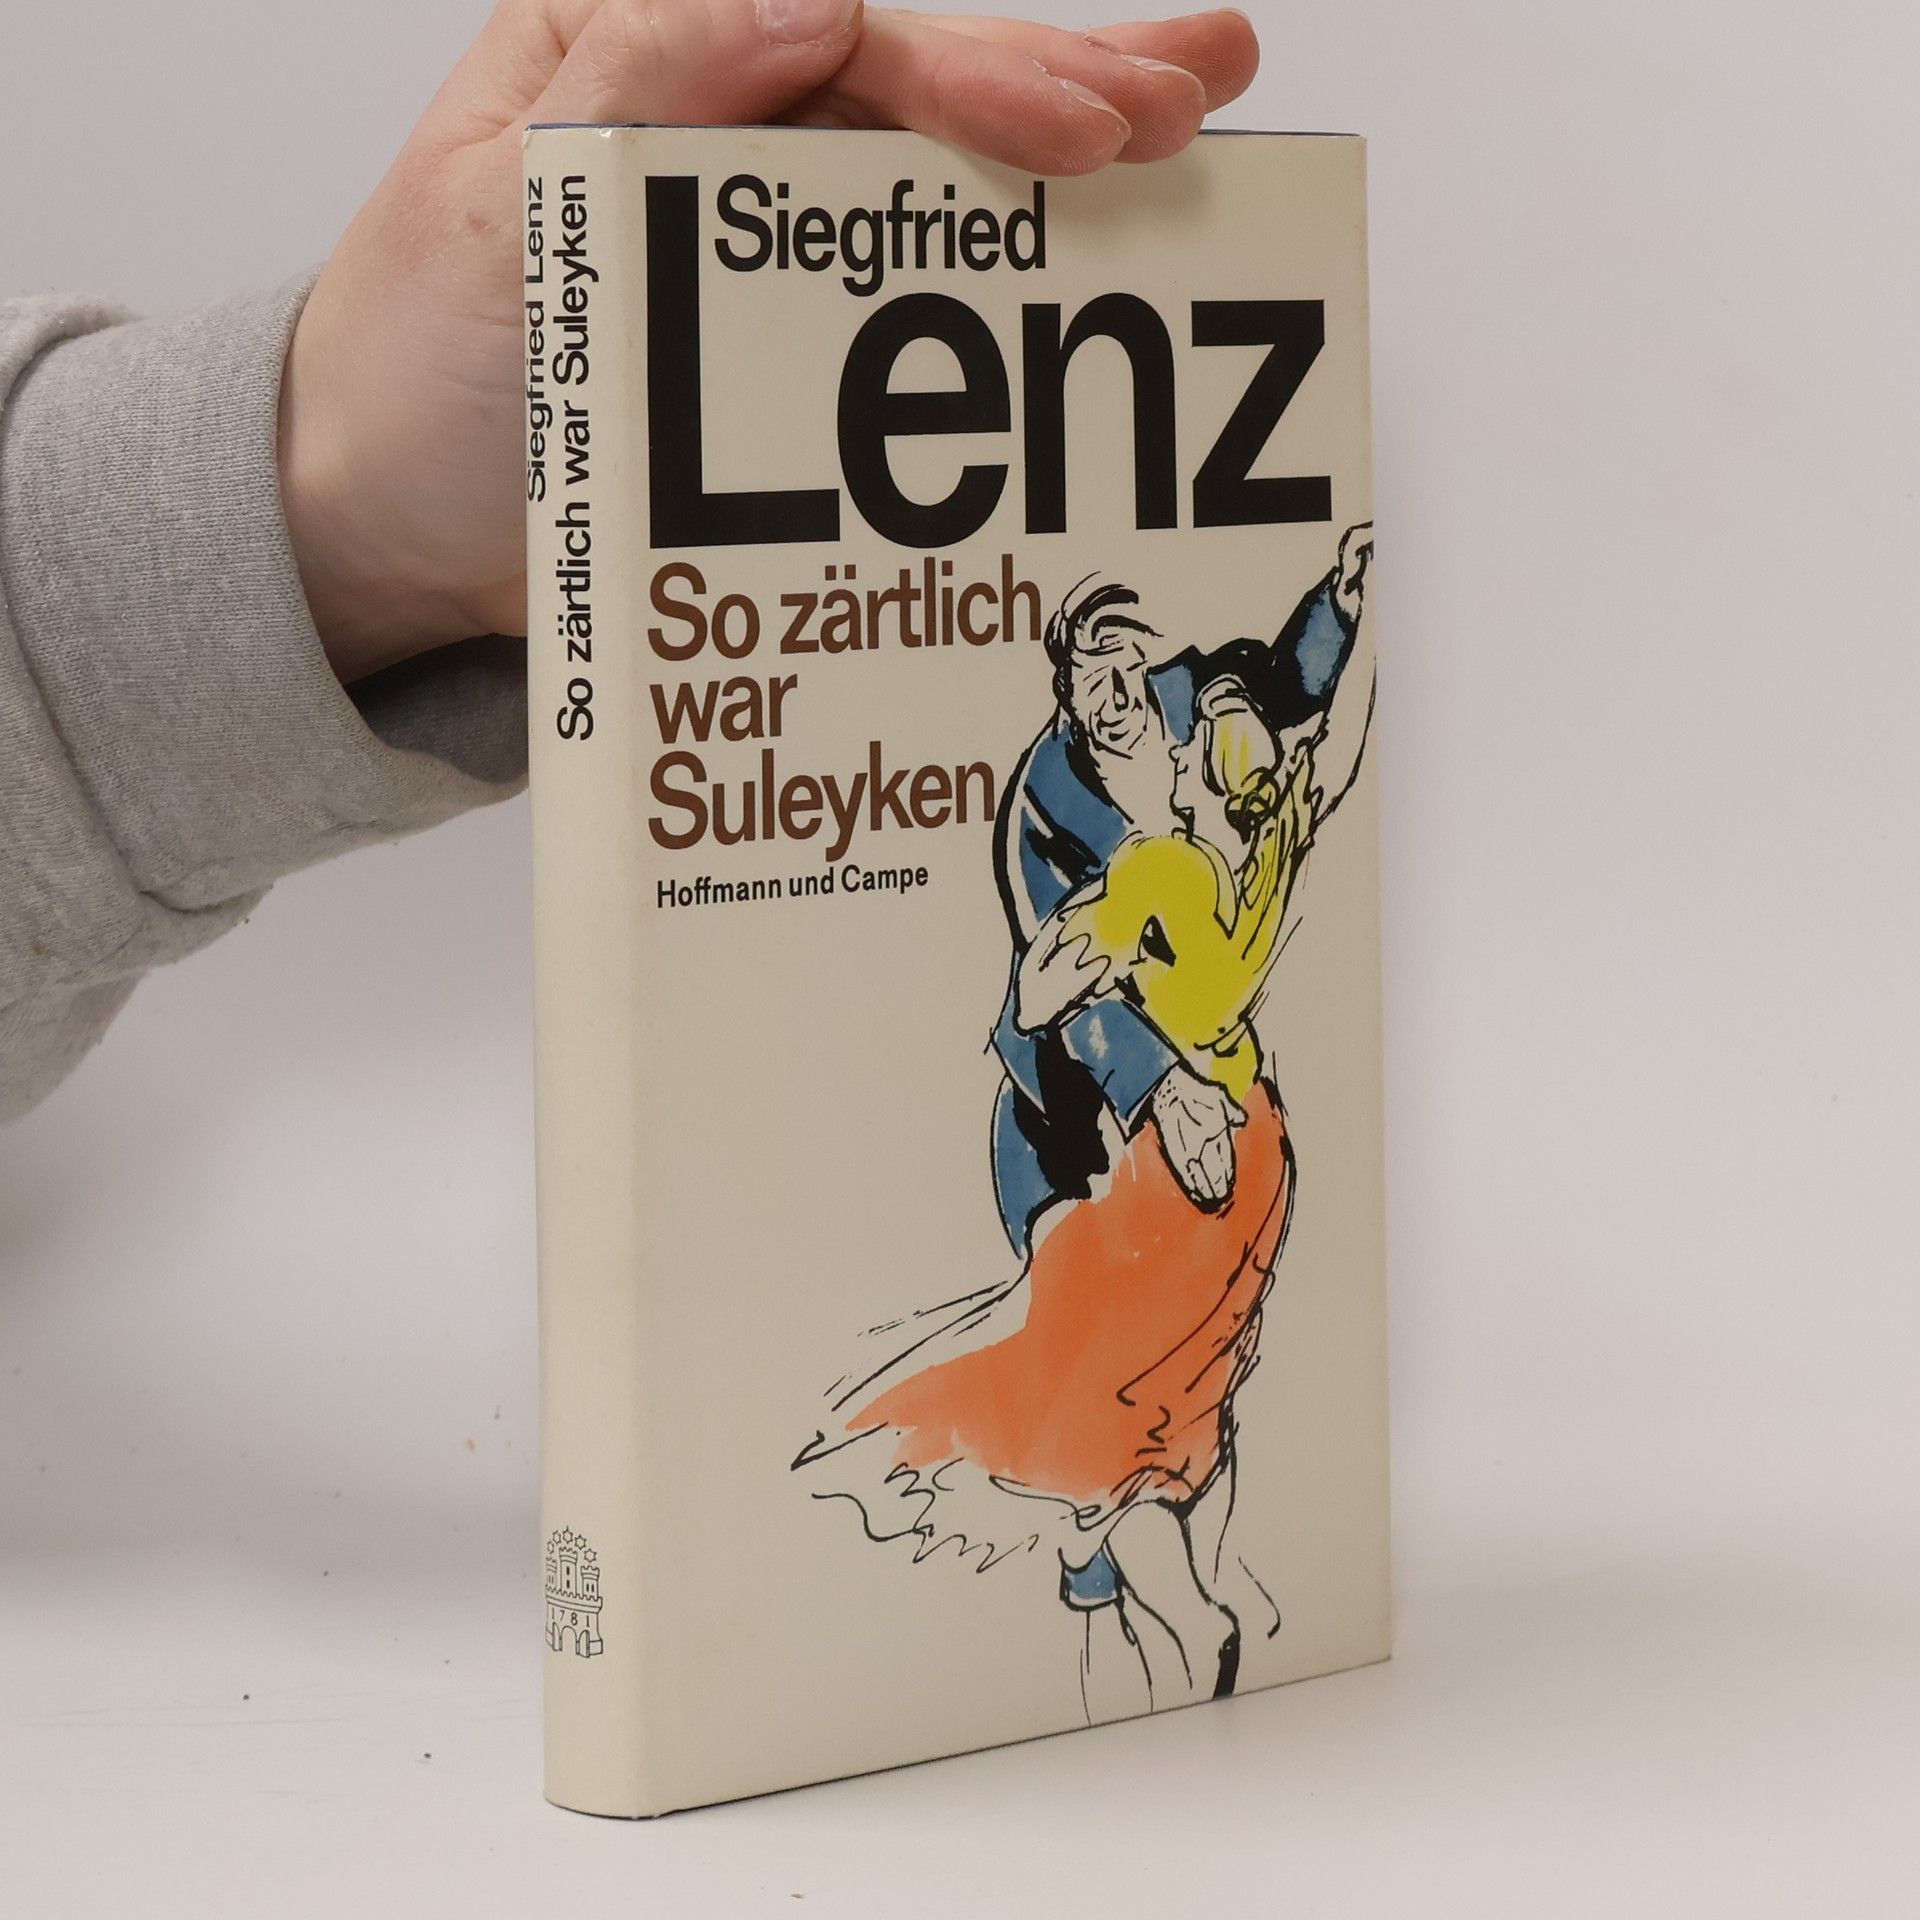 Siegfried Lenz
So zärtlich war Suleyken
1781
Siegfried
Lenz
So zärtlich
war
Suleyken
Hoffmann und Campe